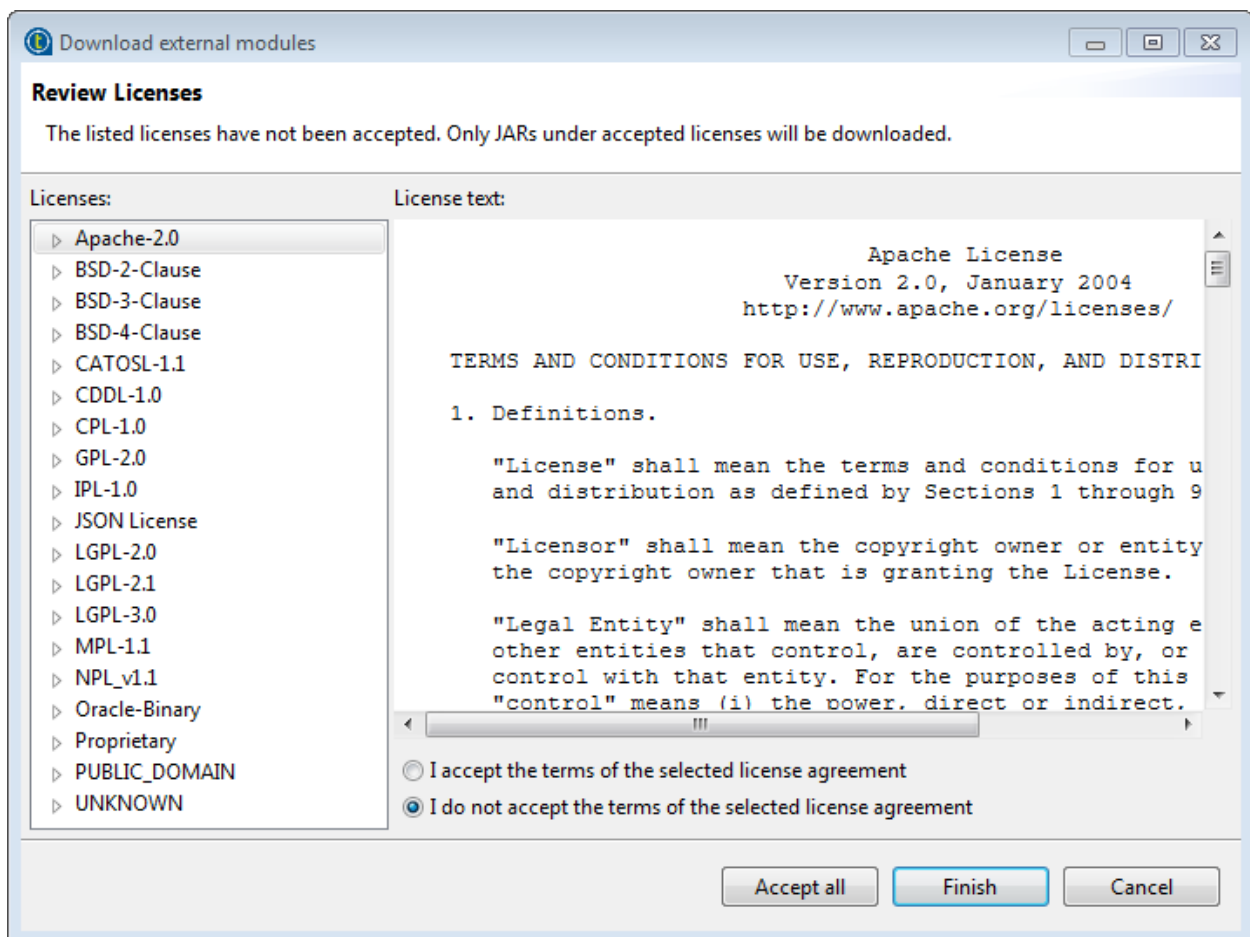 Download external modules
Review Licenses
The listed licenses have not been accepted. Only JARs under accepted licenses will be downloaded.
Licenses:
Apache-2.0
BSD-2-Clause
BSD-3-Clause
BSD-4-Clause
CATOSL-1.1
CDDL-1.0
CPL-1.0
GPL-2.0
IPL-1.0
JSON License
LGPL-2.0
LGPL-2.1
LGPL-3.0
MPL-1.1
NPL_v1.1
Oracle-Binary
Proprietary
PUBLIC_DOMAIN
UNKNOWN
License text:
Apache License
Version 2.0, January 2004
http://www.apache.org/licenses/
TERMS AND CONDITIONS FOR USE, REPRODUCTION, AND DISTRI
1. Definitions.
"License" shall mean the terms and conditions for u
and distribution as defined by Sections 1 through 9
"Licensor" shall mean the copyright owner or entity
the copyright owner that is granting the License.
"Legal Entity" shall mean the union of the acting e
other entities that control, are controlled by, or
control with that entity. For the purposes of this
"control" means (i) the power, direct or indirect,
I accept the terms of the selected license agreement
I do not accept the terms of the selected license agreement
Accept all
Finish
Cancel